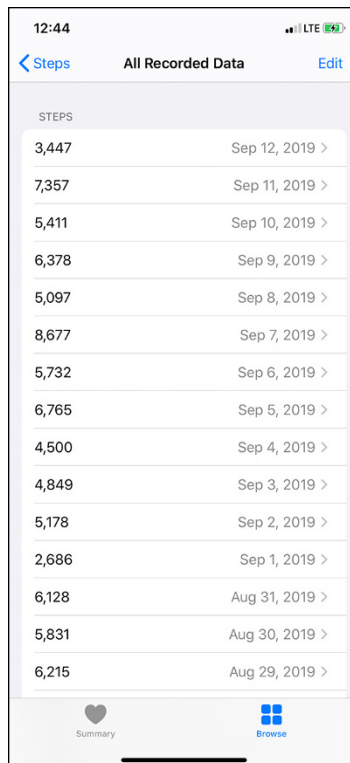 12:44 LTE
Steps All Recorded Data Edit
STEPS
3,447 Sep 12, 2019
7,357 Sep 11, 2019
5,411 Sep 10, 2019
6,378 Sep 9, 2019
5,097 Sep 8, 2019
8,677 Sep 7, 2019
5,732 Sep 6, 2019
6,765 Sep 5, 2019
4,500 Sep 4, 2019
4,849 Sep 3, 2019
5,178 Sep 2, 2019
2,686 Sep 1, 2019
6,128 Aug 31, 2019
5,831 Aug 30, 2019
6,215 Aug 29, 2019
Summary Browse